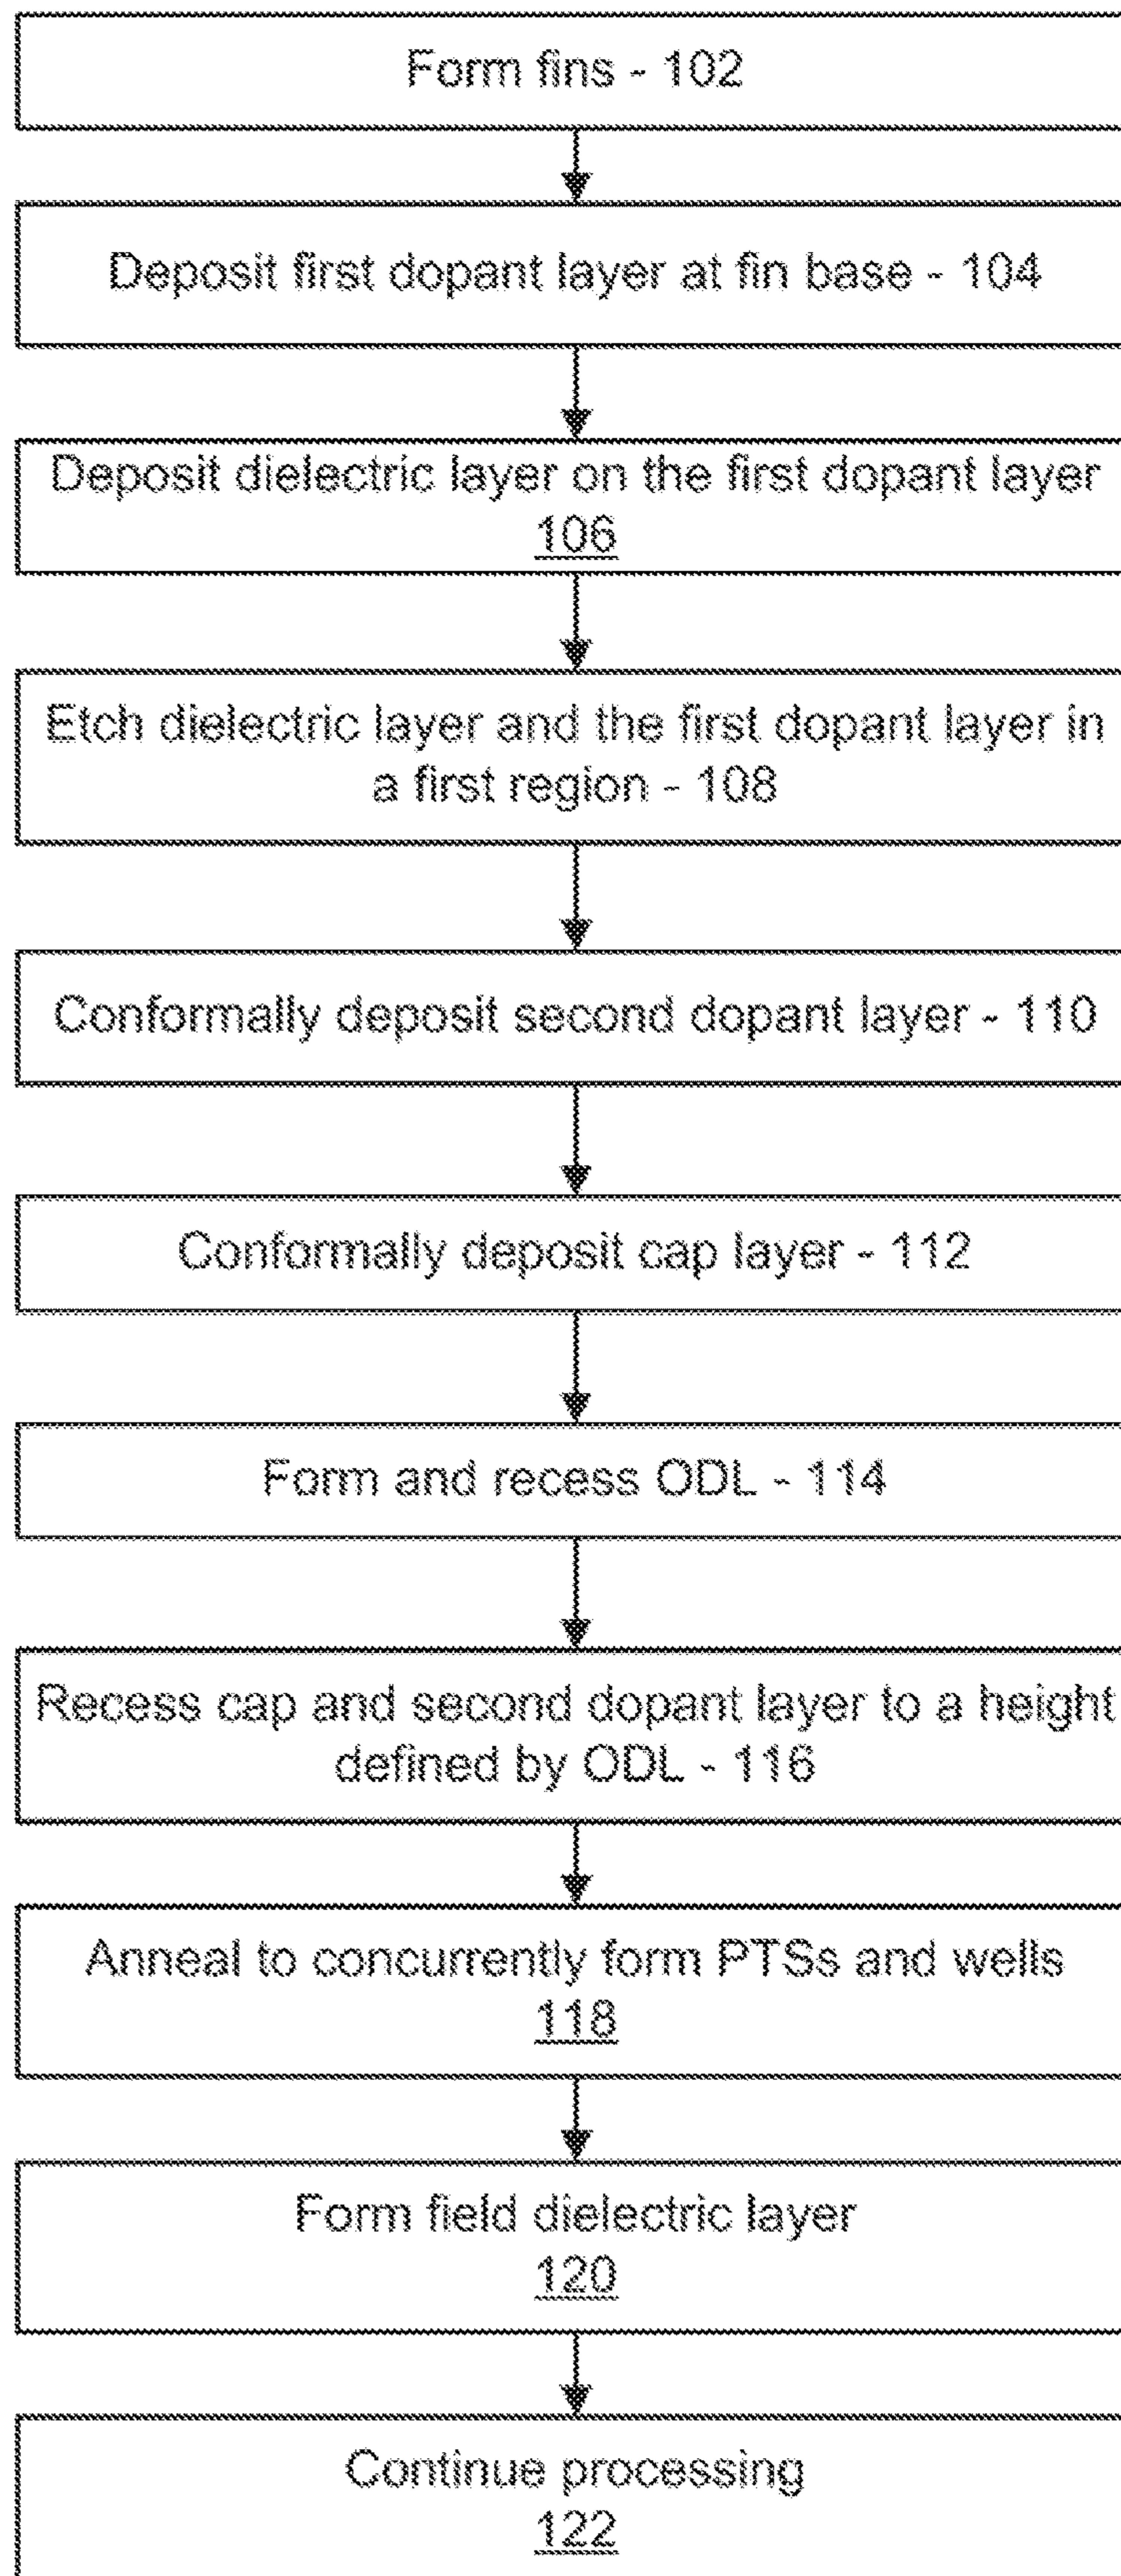 Form fins - 102
Deposit first dopant layer at fin base - 104
Deposit dielectric layer on the first dopant layer
106
Etch dielectric layer and the first dopant layer in
a first region - 108
Conformally deposit second dopant layer - 110
Conformally deposit cap layer - 112
Form and recess ODL - 114
Recess cap and second dopant layer to a height
defined by ODL - 116
Anneal to concurrently form PTSs and wells
118
Form field dielectric layer
120
Continue processing
122